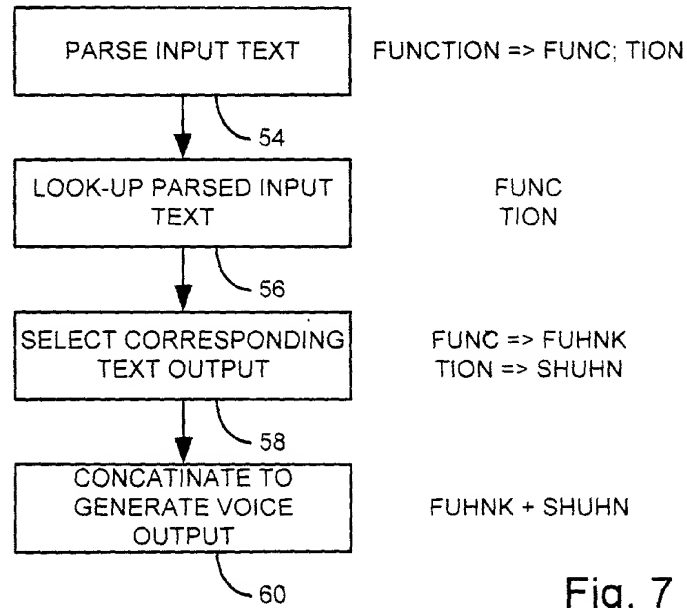 PARSE INPUT TEXT
FUNCTION => FUNC; TION
54
LOOK-UP PARSED INPUT
TEXT
FUNC
TION
56
SELECT CORRESPONDING
TEXT OUTPUT
FUNC => FUHNK
TION => SHUHN
58
CONCATINATE TO
GENERATE VOICE
OUTPUT
FUHNK + SHUHN
60
Fig. 7